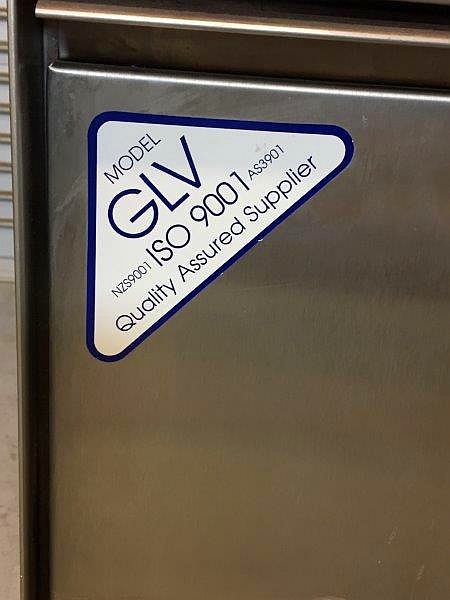 MODEL
GLV
NZS9001 ISO 9001 AS3901
Quality Assured Supplier